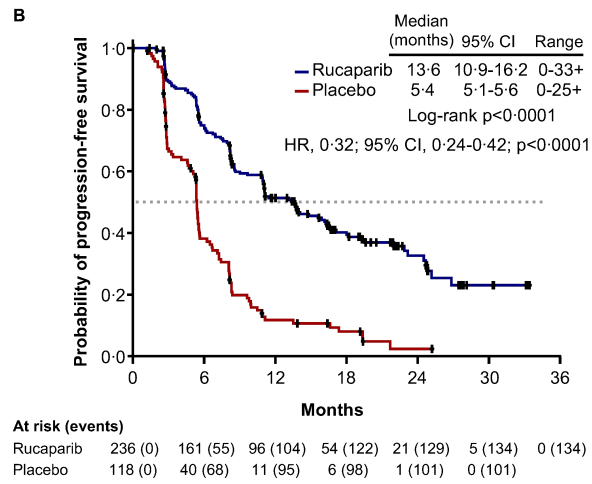 B
Median
(months) 95% CI Range
Rucaparib 13·6 10·9-16·2 0-33+
Placebo 5·4 5·1-5·6 0-25+
Log-rank p<0·0001
HR, 0·32; 95% CI, 0·24-0·42; p<0·0001
Probability of progression-free survival
1·0
0·8
0·6
0·4
0·2
0·0
0 6 12 18 24 30 36
Months
At risk (events)
Rucaparib 236 (0) 161 (55) 96 (104) 54 (122) 21 (129) 5 (134) 0 (134)
Placebo 118 (0) 40 (68) 11 (95) 6 (98) 1 (101) 0 (101)